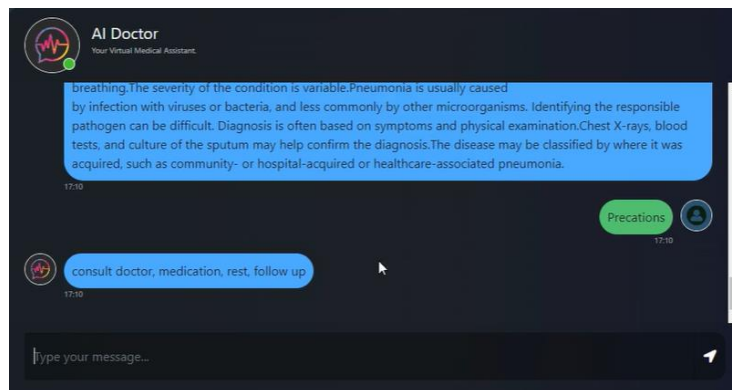 AI Doctor
Your Virtual Medical Assistant.
breathing.The severity of the condition is variable.Pneumonia is usually caused
by infection with viruses or bacteria, and less commonly by other microorganisms. Identifying the responsible
pathogen can be difficult. Diagnosis is often based on symptoms and physical examination.Chest X-rays, blood
tests, and culture of the sputum may help confirm the diagnosis.The disease may be classified by where it was
acquired, such as community- or hospital-acquired or healthcare-associated pneumonia.
17:10
Precations
17:10
consult doctor, medication, rest, follow up
17:10
Type your message...